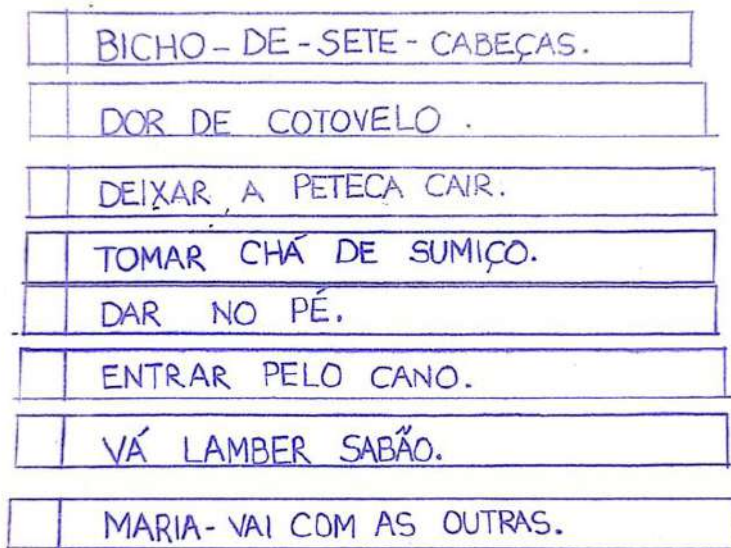 BICHO-DE-SETE-CABEÇAS.
DOR DE COTOVELO.
DEIXAR A PETECA CAIR.
TOMAR CHÁ DE SUMIÇO.
DAR NO PÉ.
ENTRAR PELO CANO.
VÁ LAMBER SABÃO.
MARIA-VAI COM AS OUTRAS.